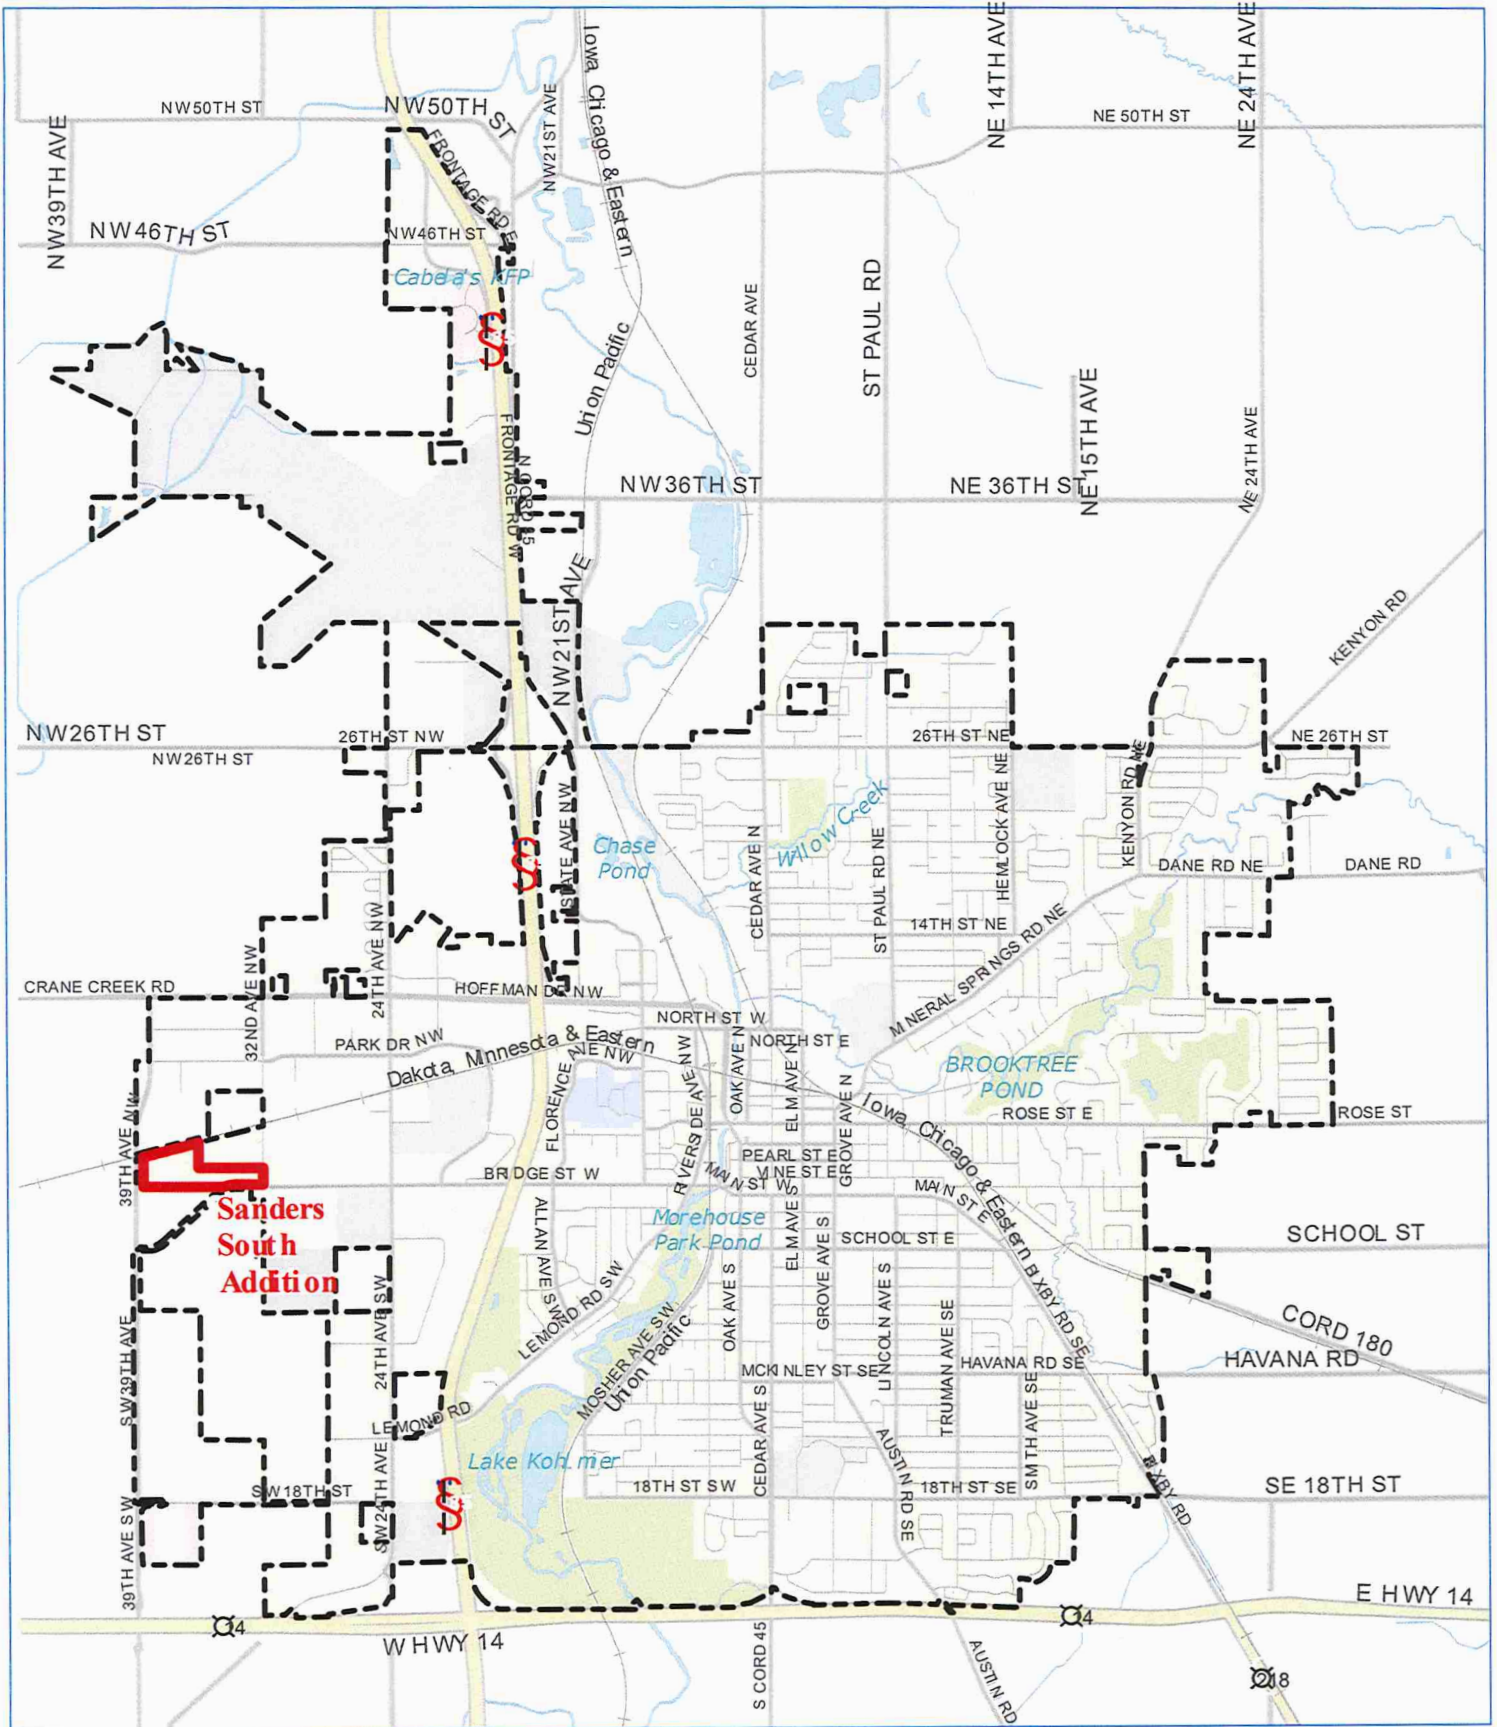 NE 14TH AVE
NE 24TH AVE
Iowa, Chicago & Eastern
NW50TH ST
NW50TH ST
NW21ST AVE
NE 50TH ST
NW39TH AVE
FRONTAGE RD E
NW46TH ST
NW46TH ST
Cabela's KFP
CEDAR AVE
ST PAUL RD
Union Pacific
NE 15TH AVE
NE 24TH AVE
FRONTAGE RD W
N CORD 45
NW36TH ST
NE 36TH ST
NW21ST AVE
KENYON RD
NW26TH ST
NW26TH ST
26TH ST NW
26TH ST NE
NE 26TH ST
KENYON RD NE
HEMLOCK AVE NE
STATE AVE NW
Chase
Pond
Willow Creek
CEDAR AVE N
ST PAUL RD NE
DANE RD NE
DANE RD
14TH ST NE
24TH AVE NW
32ND AVE NW
MINERAL SPRINGS RD NE
CRANE CREEK RD
HOFFMAN DR NW
NORTH ST W
NORTH ST E
PARK DR NW
Dakota, Minnesota & Eastern
FLORENCE AVE NW
RIVERSIDE AVE NW
OAK AVE N
ELM AVE N
GROVE AVE N
BROOKTREE
POND
Iowa, Chicago & Eastern
ROSE ST E
ROSE ST
39TH AVE NW
39TH AVE
BRIDGE ST W
PEARL ST E
VINE ST E
MAIN ST W
MAIN ST E
Sanders
South
Addition
Morehouse
Park Pond
ALLAN AVE SW
ELM AVE S
GROVE AVE S
SCHOOL ST E
SCHOOL ST
BIXBY RD SE
LEMOND RD SW
MOSHER AVE SW
Union Pacific
OAK AVE S
LINCOLN AVE S
TRUMAN AVE SE
CORD 180
HAVANA RD SE
HAVANA RD
SW39TH AVE
24TH AVE SW
MCKINLEY ST SE
SMITH AVE SE
LEMOND RD
CEDAR AVE S
AUSTIN RD SE
Lake Kohlmier
SW18TH ST
18TH ST SW
18TH ST SE
SE 18TH ST
BIXBY RD
SW24TH AVE
39TH AVE SW
E HWY 14
14
14
W HWY 14
S CORD 45
AUSTIN RD
218